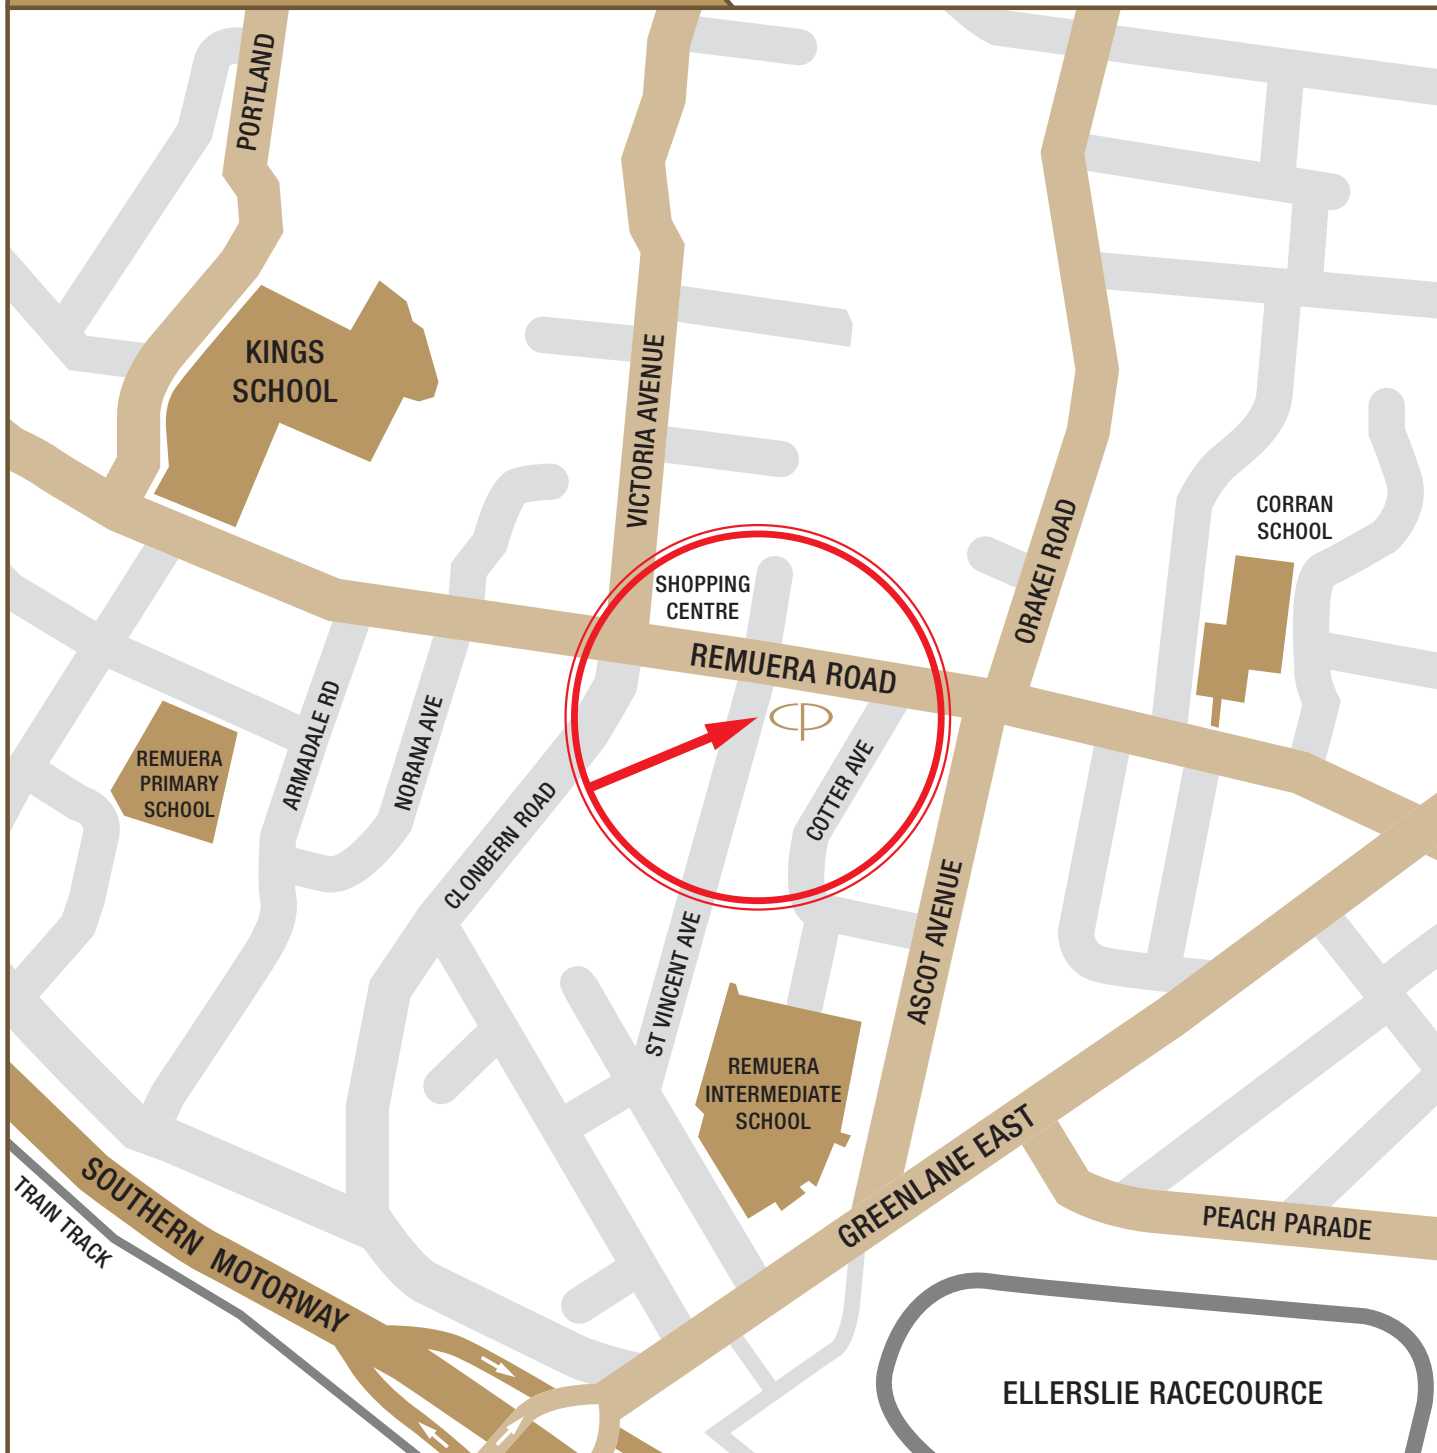 PORTLAND
KINGS
SCHOOL
VICTORIA AVENUE
ORAKEI ROAD
CORRAN
SCHOOL
SHOPPING
CENTRE
REMUERA ROAD
REMUERA
PRIMARY
SCHOOL
ARMADALE RD
NORANA AVE
CLONBERN ROAD
COTTER AVE
ST VINCENT AVE
ASCOT AVENUE
REMUERA
INTERMEDIATE
SCHOOL
GREENLANE EAST
PEACH PARADE
SOUTHERN MOTORWAY
TRAIN TRACK
ELLERSLIE RACECOURCE